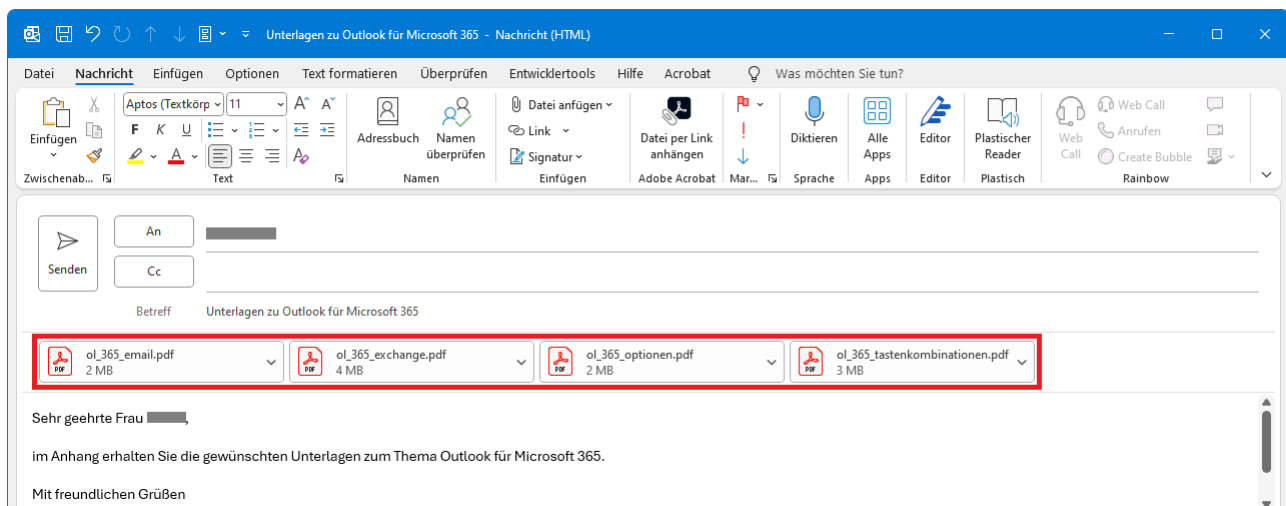 Unterlagen zu Outlook für Microsoft 365 - Nachricht (HTML)
Datei Nachricht Einfügen Optionen Text formatieren Überprüfen Entwicklertools Hilfe Acrobat Was möchten Sie tun?
Aptos (Textkörp 11 A A Datei anfügen Web Call
Einfügen F K U Adressbuch Namen überprüfen Link Datei per Link anhängen Diktieren Alle Apps Editor Plastischer Reader Web Call Anrufen
A A Signatur Create Bubble
Zwischenab... Text Namen Einfügen Adobe Acrobat Mar... Sprache Apps Editor Plastisch Rainbow
Senden
An
Cc
Betreff Unterlagen zu Outlook für Microsoft 365
PDF ol_365_email.pdf
2 MB
PDF ol_365_exchange.pdf
4 MB
PDF ol_365_optionen.pdf
2 MB
PDF ol_365_tastenkombinationen.pdf
3 MB
Sehr geehrte Frau ,
im Anhang erhalten Sie die gewünschten Unterlagen zum Thema Outlook für Microsoft 365.
Mit freundlichen Grüßen